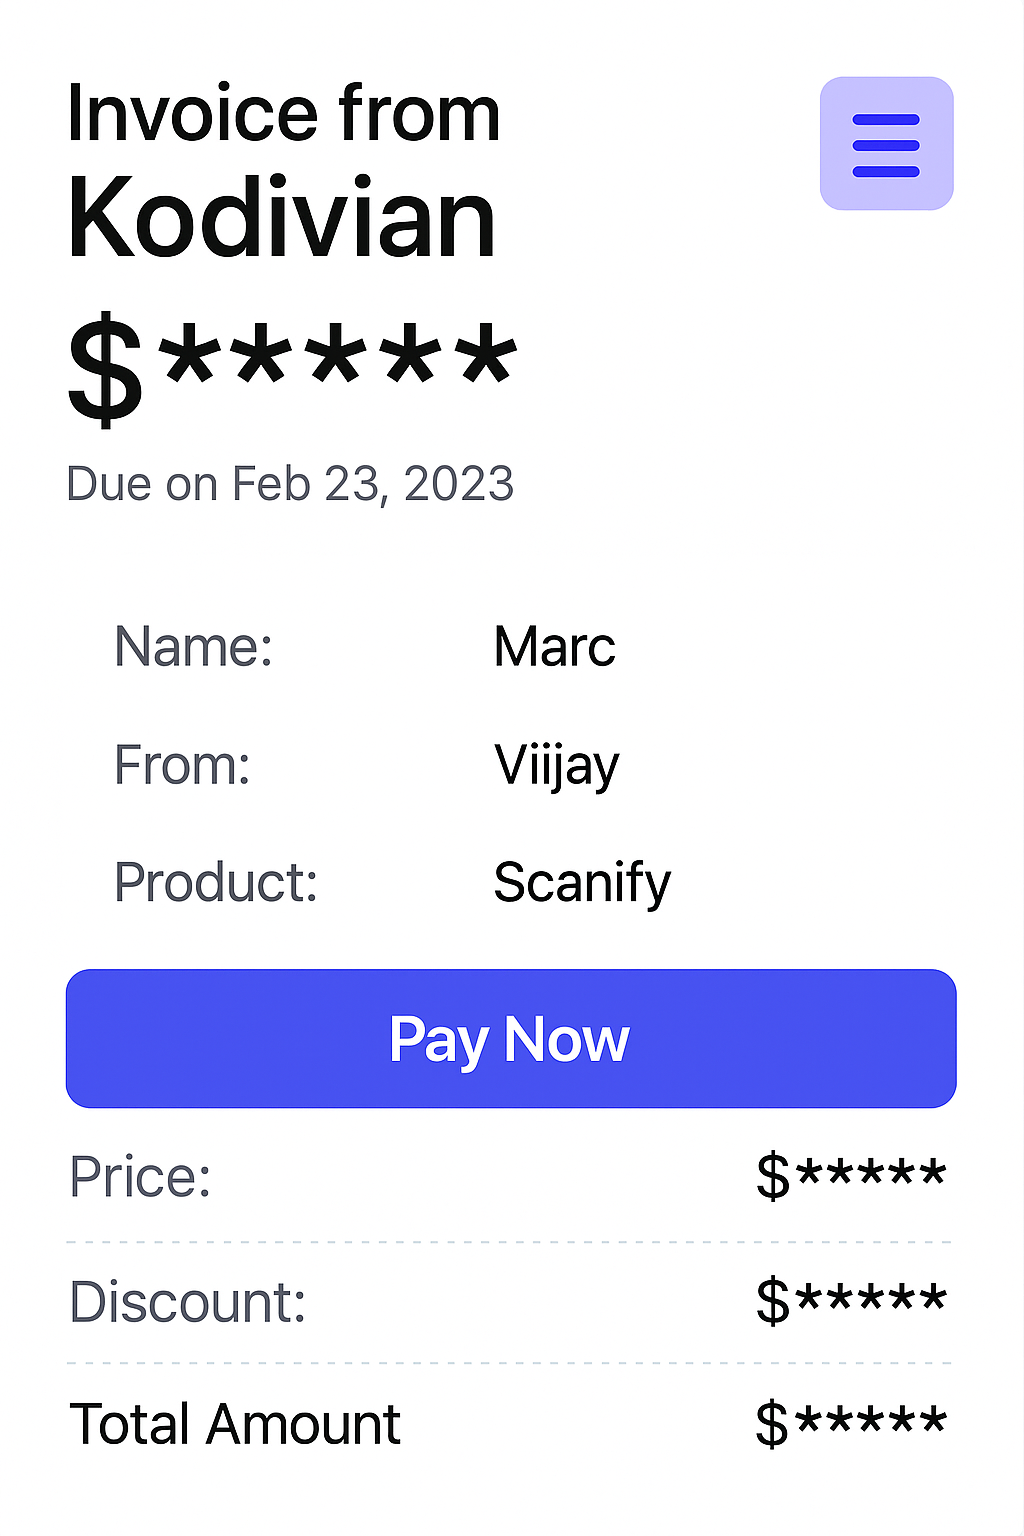 Invoice from
Kodivian
$*****
Due on Feb 23, 2023
Name: Marc
From: Viijay
Product: Scanify
Pay Now
Price: $*****
Discount: $*****
Total Amount $*****